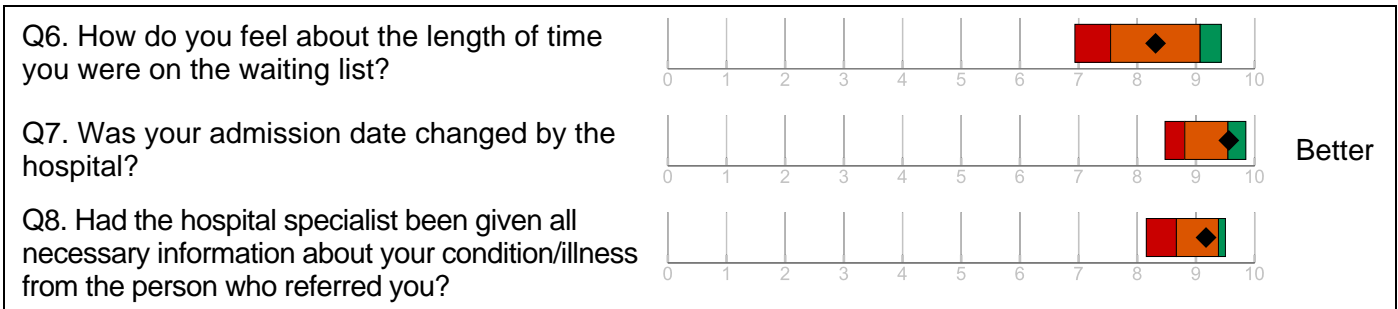 Q6. How do you feel about the length of time
you were on the waiting list?
0 1 2 3 4 5 6 7 8 9 10
Q7. Was your admission date changed by the
hospital?
0 1 2 3 4 5 6 7 8 9 10
Better
Q8. Had the hospital specialist been given all
necessary information about your condition/illness
from the person who referred you?
0 1 2 3 4 5 6 7 8 9 10